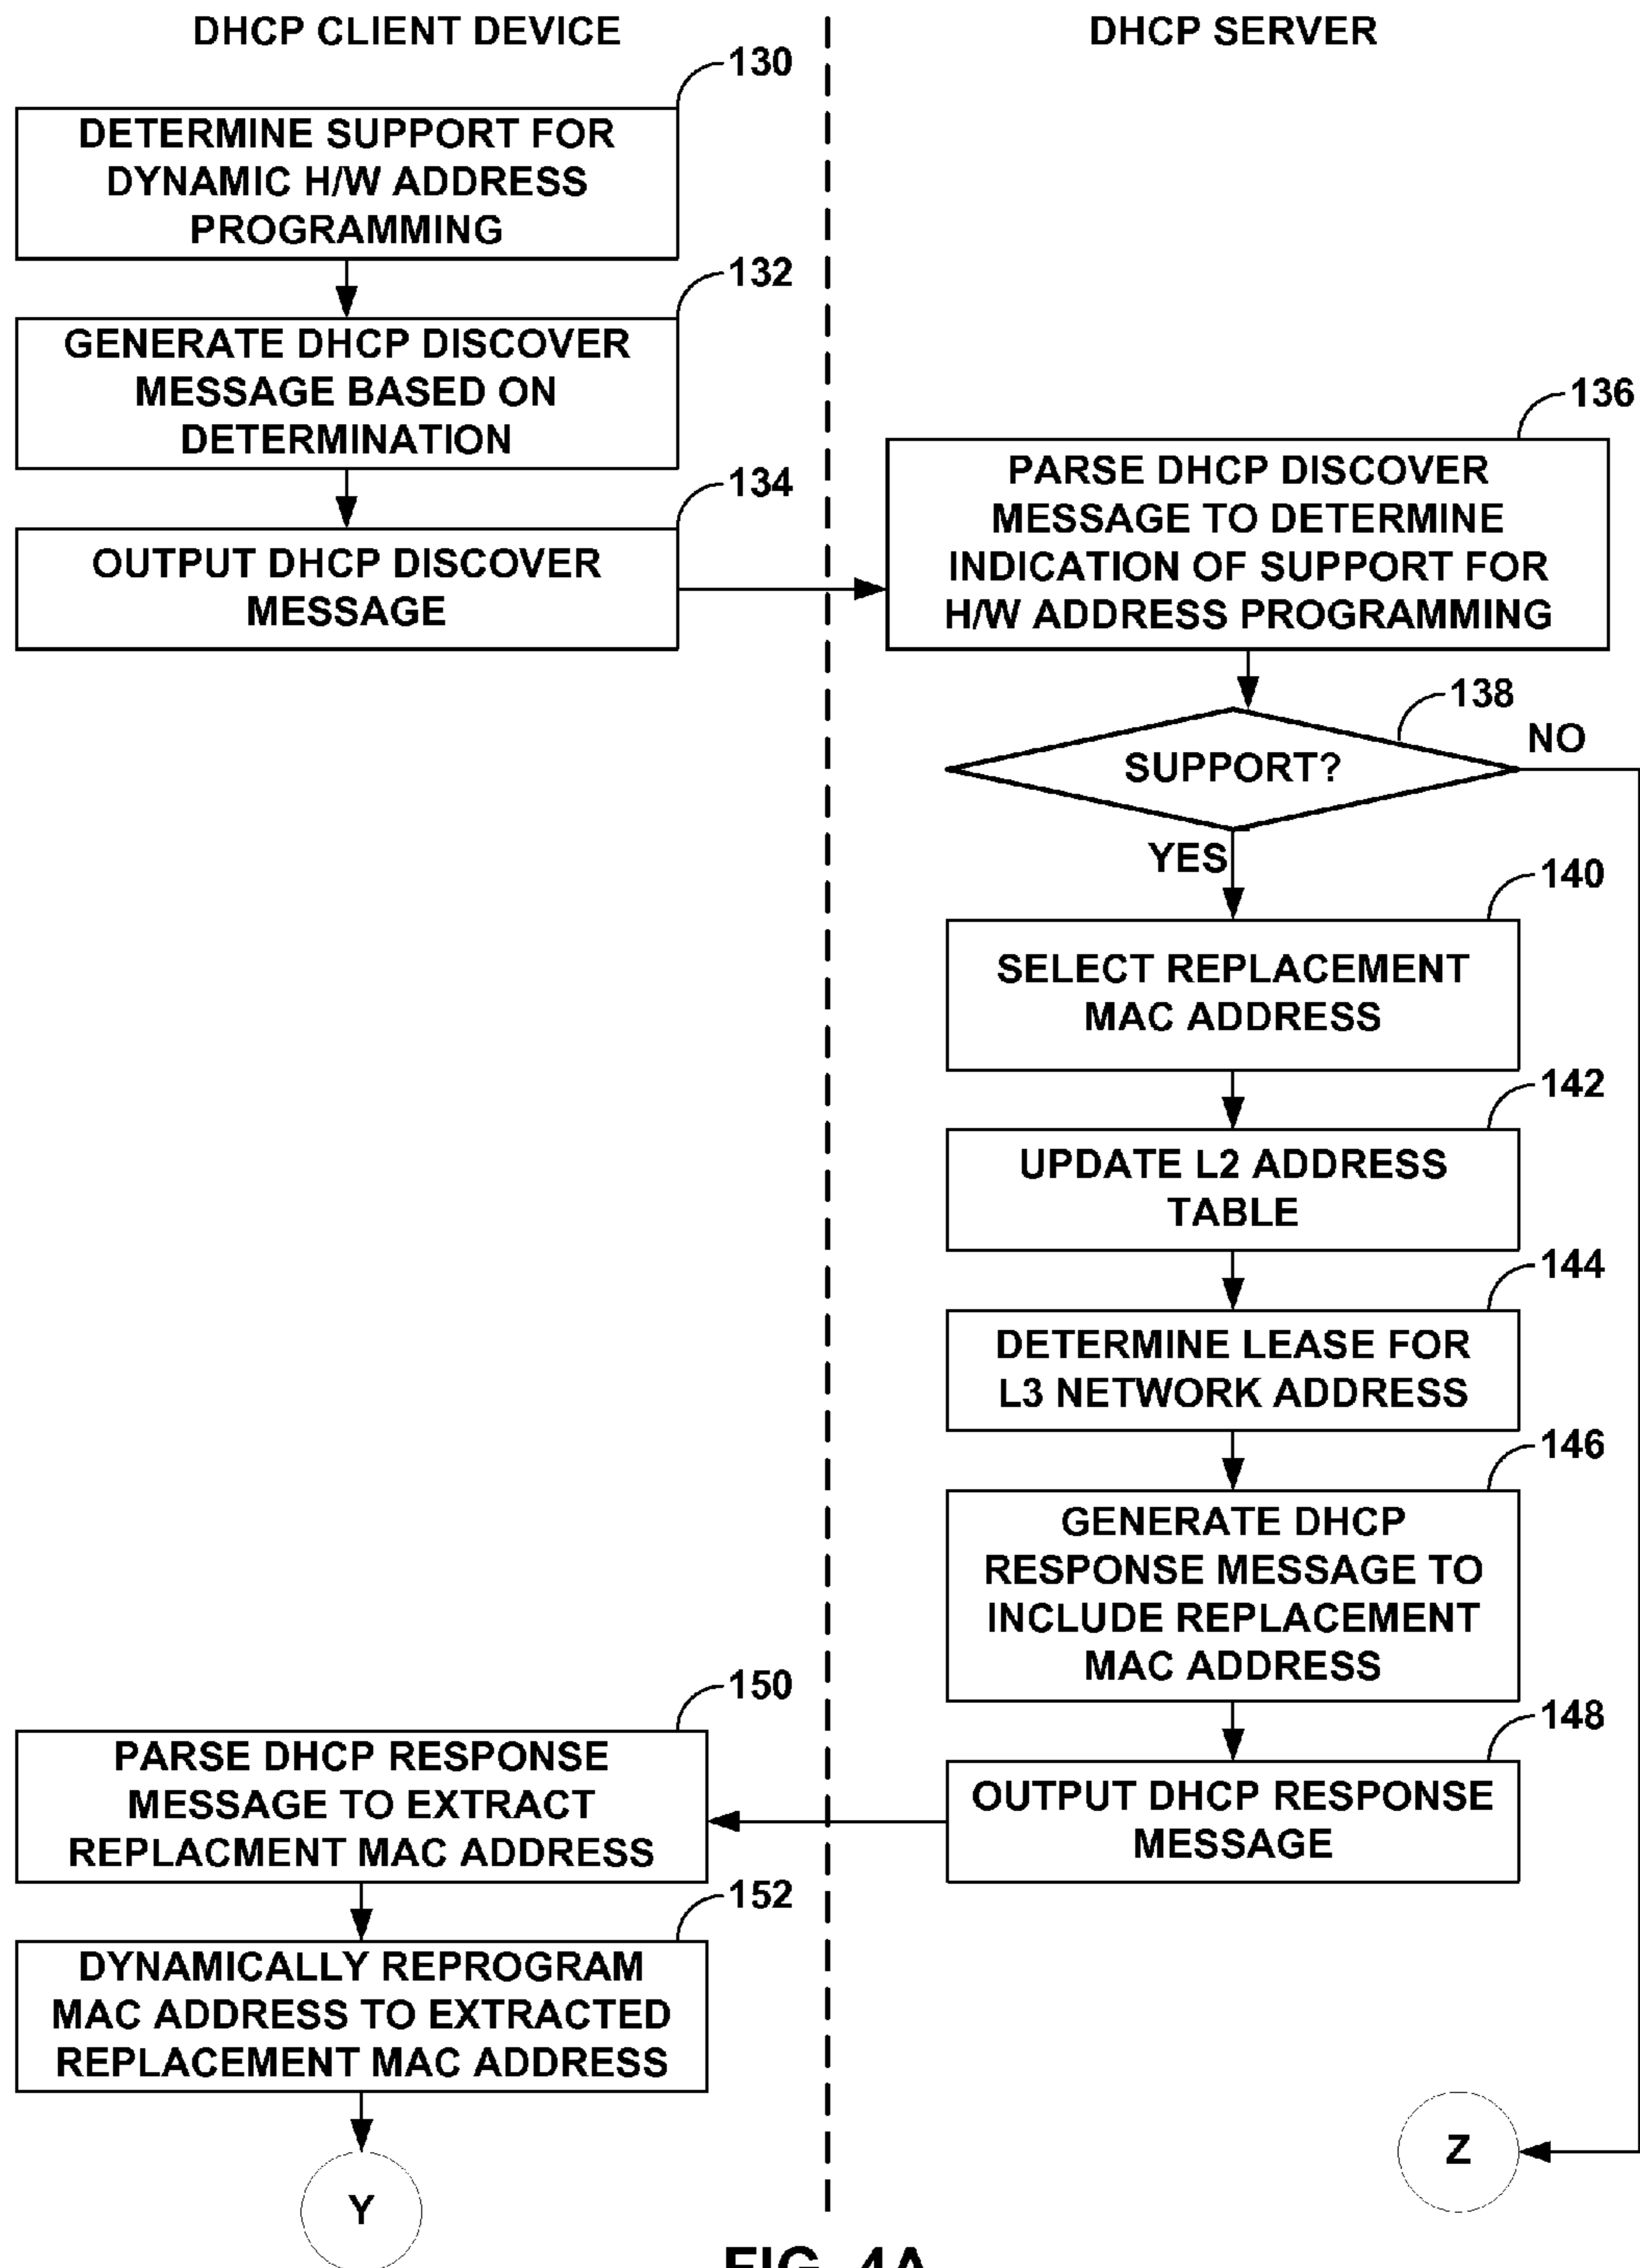 DHCP CLIENT DEVICE
DHCP SERVER
130
DETERMINE SUPPORT FOR
DYNAMIC H/W ADDRESS
PROGRAMMING
132
GENERATE DHCP DISCOVER
MESSAGE BASED ON
DETERMINATION
134
OUTPUT DHCP DISCOVER
MESSAGE
136
PARSE DHCP DISCOVER
MESSAGE TO DETERMINE
INDICATION OF SUPPORT FOR
H/W ADDRESS PROGRAMMING
138
SUPPORT?
NO
YES
140
SELECT REPLACEMENT
MAC ADDRESS
142
UPDATE L2 ADDRESS
TABLE
144
DETERMINE LEASE FOR
L3 NETWORK ADDRESS
146
GENERATE DHCP
RESPONSE MESSAGE TO
INCLUDE REPLACEMENT
MAC ADDRESS
148
OUTPUT DHCP RESPONSE
MESSAGE
150
PARSE DHCP RESPONSE
MESSAGE TO EXTRACT
REPLACMENT MAC ADDRESS
152
DYNAMICALLY REPROGRAM
MAC ADDRESS TO EXTRACTED
REPLACEMENT MAC ADDRESS
Y
Z
FIG. 4A